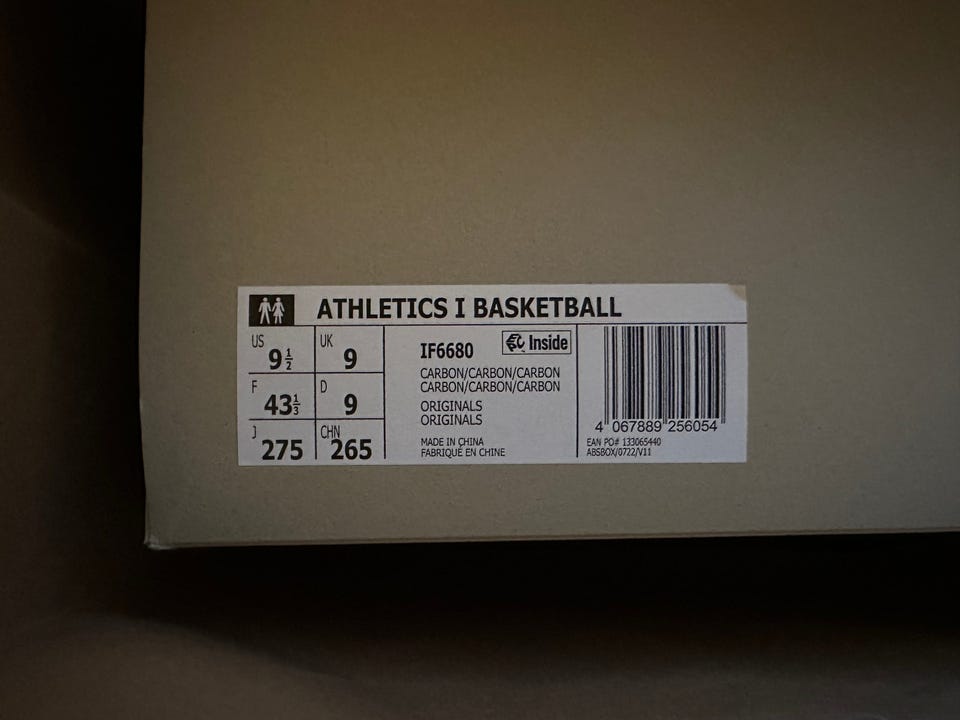 ATHLETICS I BASKETBALL
US 9½ UK 9
F 43⅓ D 9
J 275 CHN 265
IF6680 Inside
CARBON/CARBON/CARBON
CARBON/CARBON/CARBON
ORIGINALS
ORIGINALS
MADE IN CHINA
FABRIQUÉ EN CHINE
4 067889 256054
EAN PO# 133065440
ABSBOX/0722/V11